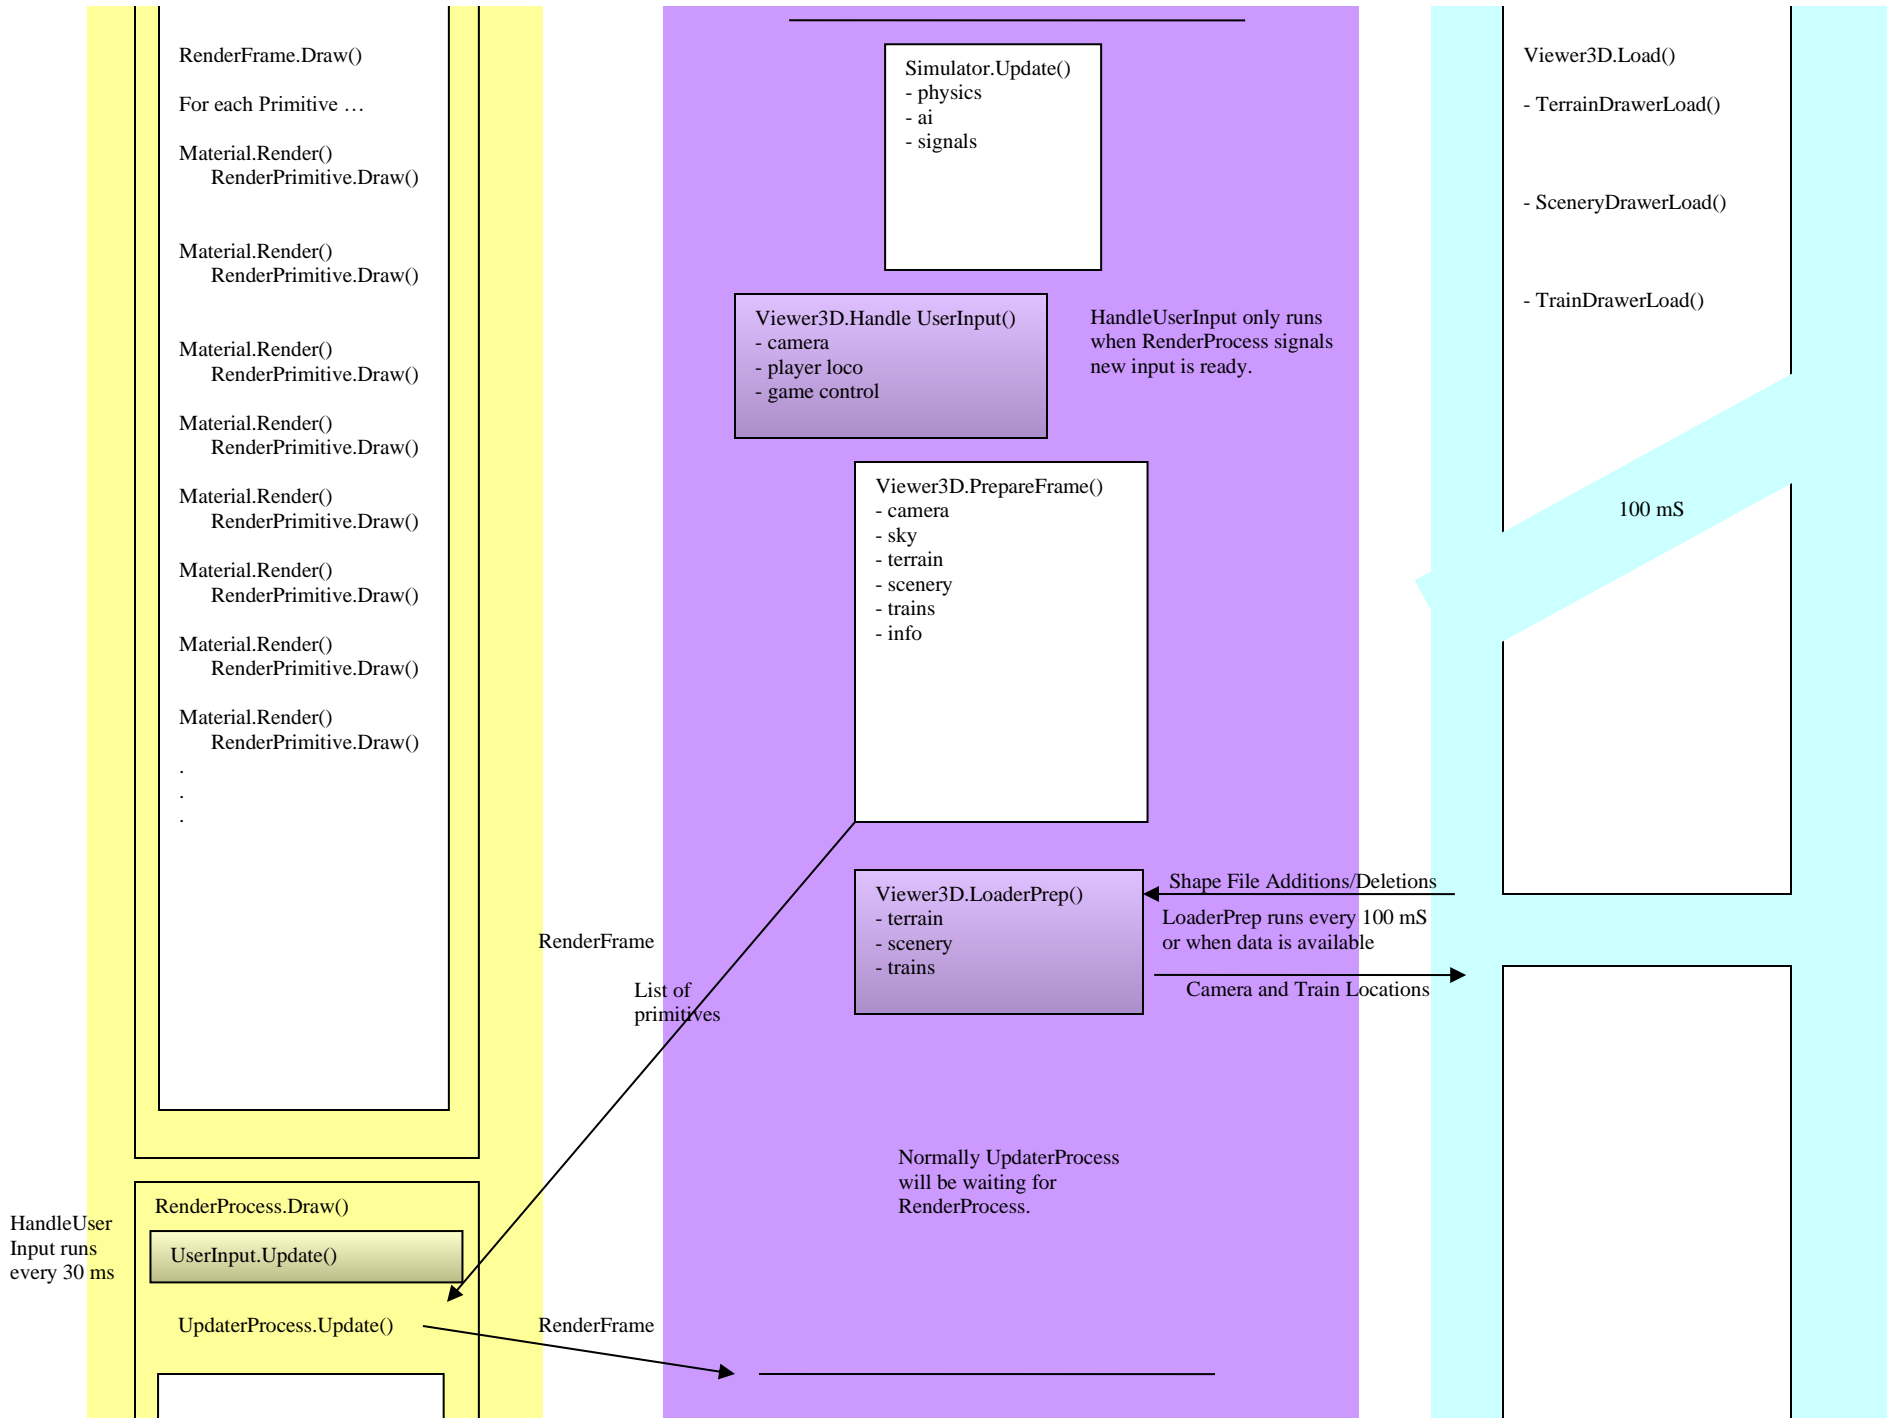 RenderFrame.Draw()
For each Primitive …
Material.Render()
RenderPrimitive.Draw()
Material.Render()
RenderPrimitive.Draw()
Material.Render()
RenderPrimitive.Draw()
Material.Render()
RenderPrimitive.Draw()
Material.Render()
RenderPrimitive.Draw()
Material.Render()
RenderPrimitive.Draw()
Material.Render()
RenderPrimitive.Draw()
Material.Render()
RenderPrimitive.Draw()
.
.
.
HandleUser
Input runs
every 30 ms
RenderProcess.Draw()
UserInput.Update()
UpdaterProcess.Update()
RenderFrame
List of
primitives
RenderFrame
Simulator.Update()
- physics
- ai
- signals
Viewer3D.Handle UserInput()
- camera
- player loco
- game control
HandleUserInput only runs
when RenderProcess signals
new input is ready.
Viewer3D.PrepareFrame()
- camera
- sky
- terrain
- scenery
- trains
- info
Viewer3D.LoaderPrep()
- terrain
- scenery
- trains
Shape File Additions/Deletions
LoaderPrep runs every 100 mS
or when data is available
Camera and Train Locations
Normally UpdaterProcess
will be waiting for
RenderProcess.
Viewer3D.Load()
- TerrainDrawerLoad()
- SceneryDrawerLoad()
- TrainDrawerLoad()
100 mS